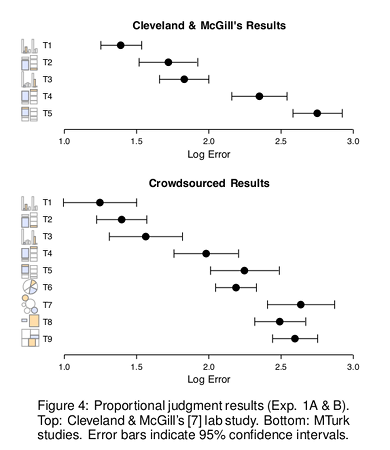 Cleveland & McGill's Results
T1
T2
T3
T4
T5
1.0 1.5 2.0 2.5 3.0
Log Error
Crowdsourced Results
T1
T2
T3
T4
T5
T6
T7
T8
T9
1.0 1.5 2.0 2.5 3.0
Log Error
Figure 4: Proportional judgment results (Exp. 1A & B).
Top: Cleveland & McGill's [7] lab study. Bottom: MTurk
studies. Error bars indicate 95% confidence intervals.